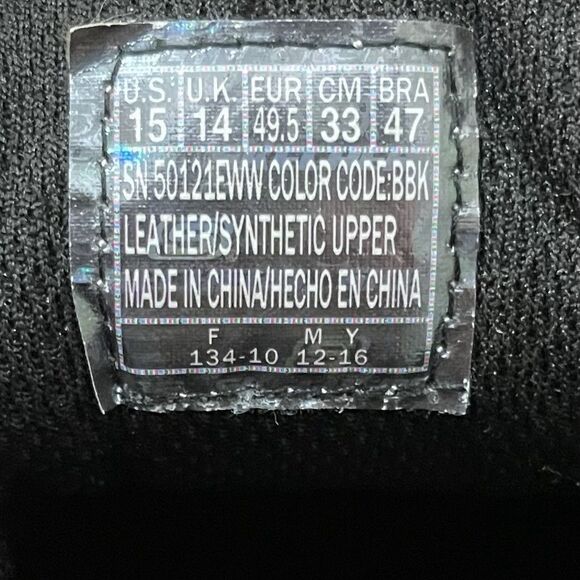 U.S. U.K. EUR CM BRA
15 14 49.5 33 47
SN 50121EWW COLOR CODE:BBK
LEATHER/SYNTHETIC UPPER
MADE IN CHINA/HECHO EN CHINA
F M Y
134-10 12-16